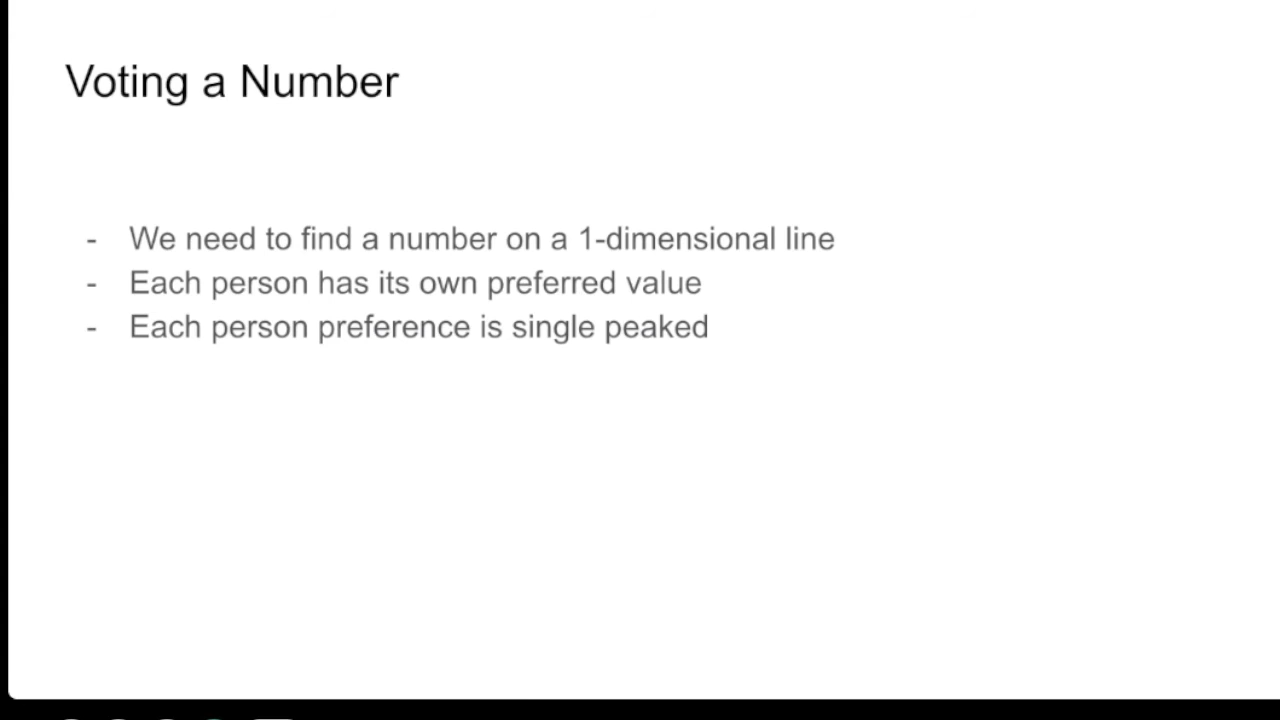 Voting a Number
- We need to find a number on a 1-dimensional line
- Each person has its own preferred value
- Each person preference is single peaked